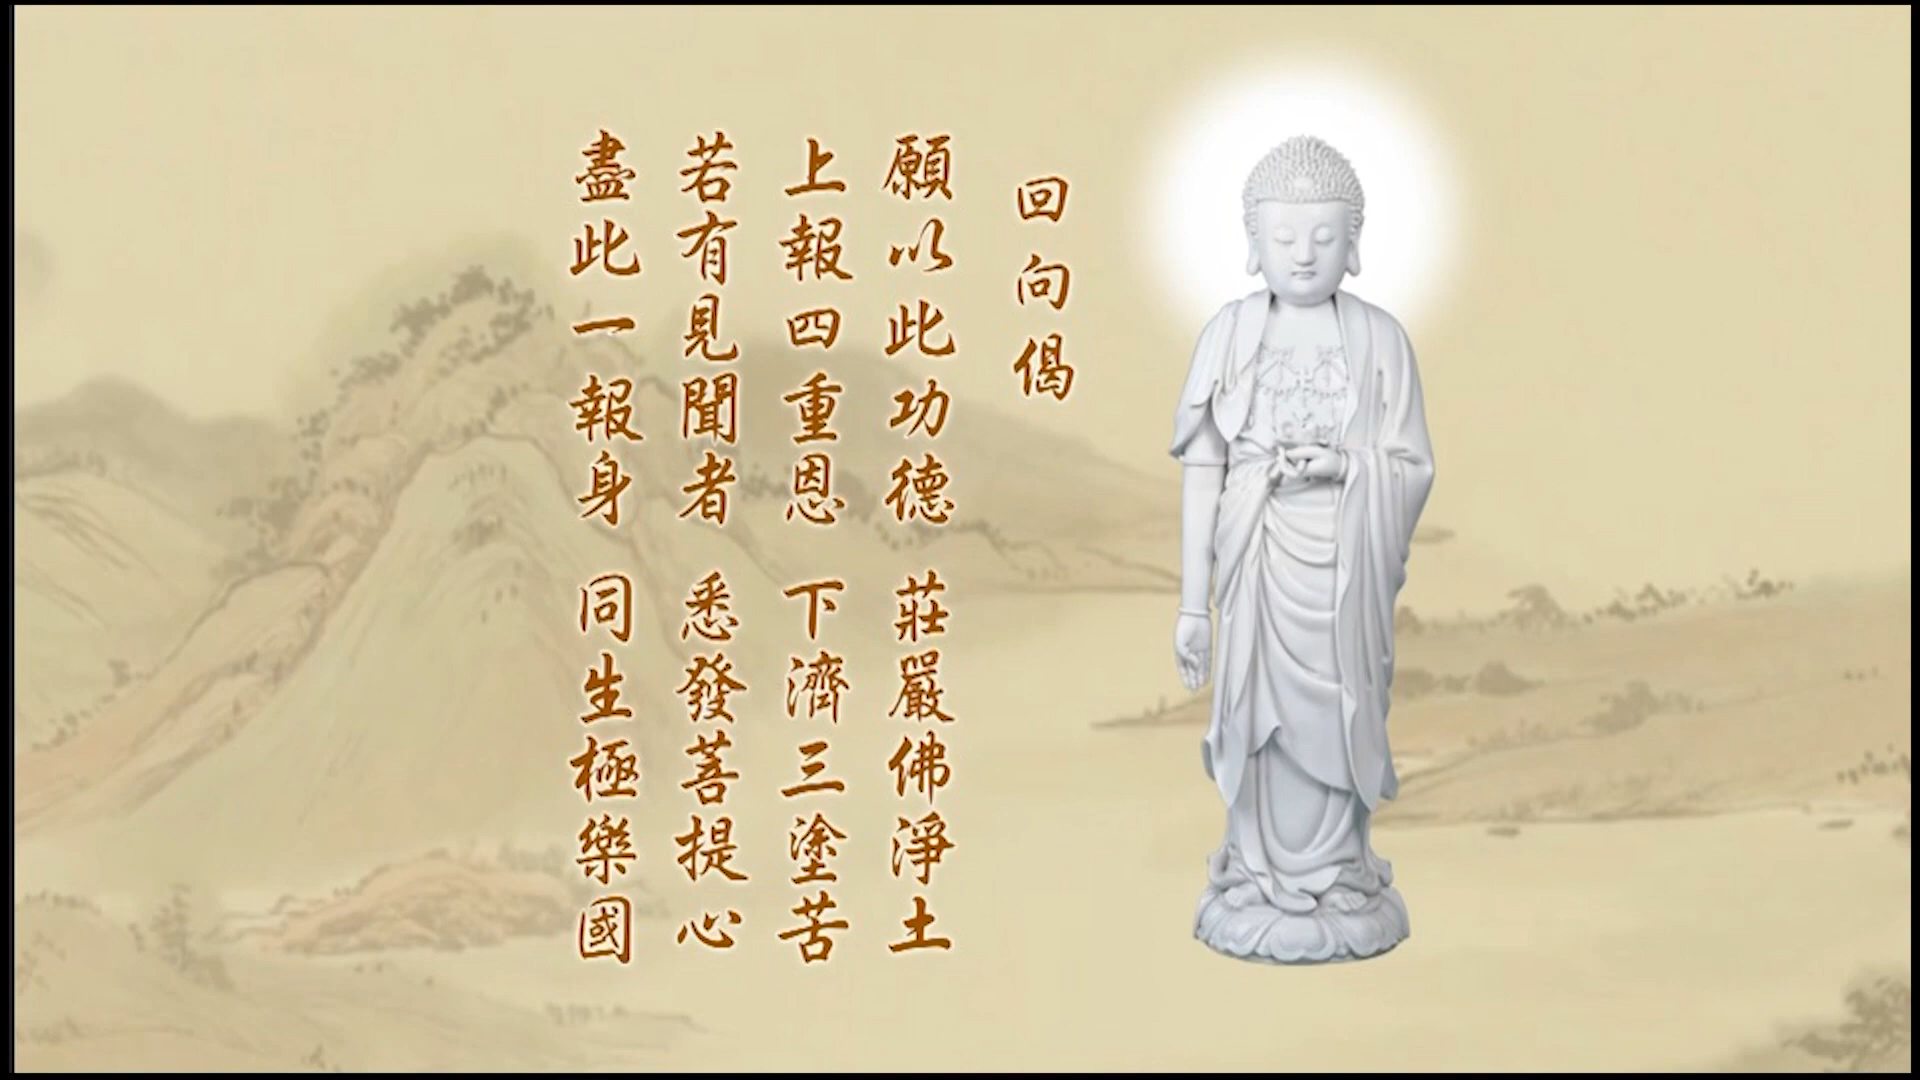 回向偈
願以此功德 莊嚴佛淨土
上報四重恩 下濟三塗苦
若有見聞者 悉發菩提心
盡此一報身 同生極樂國